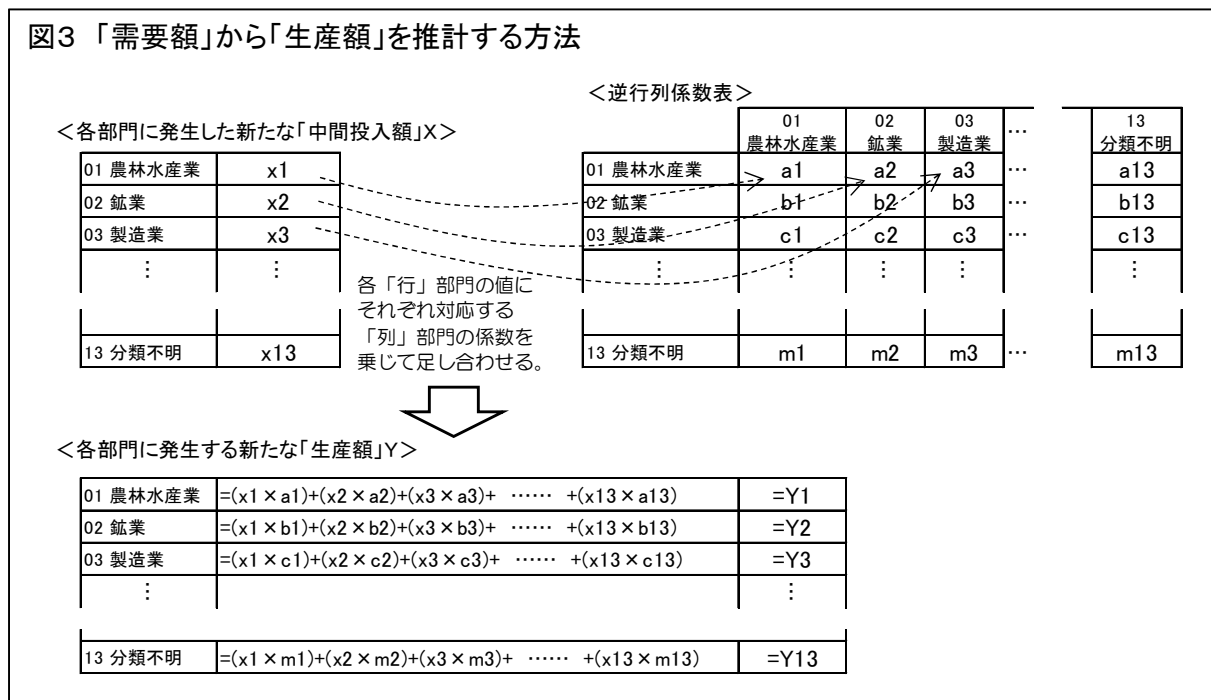 図３ 「需要額」から「生産額」を推計する方法
＜各部門に発生した新たな「中間投入額」X＞
01 農林水産業 x1
02 鉱業 x2
03 製造業 x3
⋮ ⋮
13 分類不明 x13
各「行」部門の値に
それぞれ対応する
「列」部門の係数を
乗じて足し合わせる。
＜逆行列係数表＞
01 02 03 … 13
農林水産業 鉱業 製造業 分類不明
01 農林水産業 a1 a2 a3 … a13
02 鉱業 b1 b2 b3 … b13
03 製造業 c1 c2 c3 … c13
⋮ ⋮ ⋮ ⋮ ⋮
13 分類不明 m1 m2 m3 … m13
＜各部門に発生する新たな「生産額」Y＞
01 農林水産業 =(x1×a1)+(x2×a2)+(x3×a3)+ …… +(x13×a13) =Y1
02 鉱業 =(x1×b1)+(x2×b2)+(x3×b3)+ …… +(x13×b13) =Y2
03 製造業 =(x1×c1)+(x2×c2)+(x3×c3)+ …… +(x13×c13) =Y3
⋮ ⋮
13 分類不明 =(x1×m1)+(x2×m2)+(x3×m3)+ …… +(x13×m13) =Y13